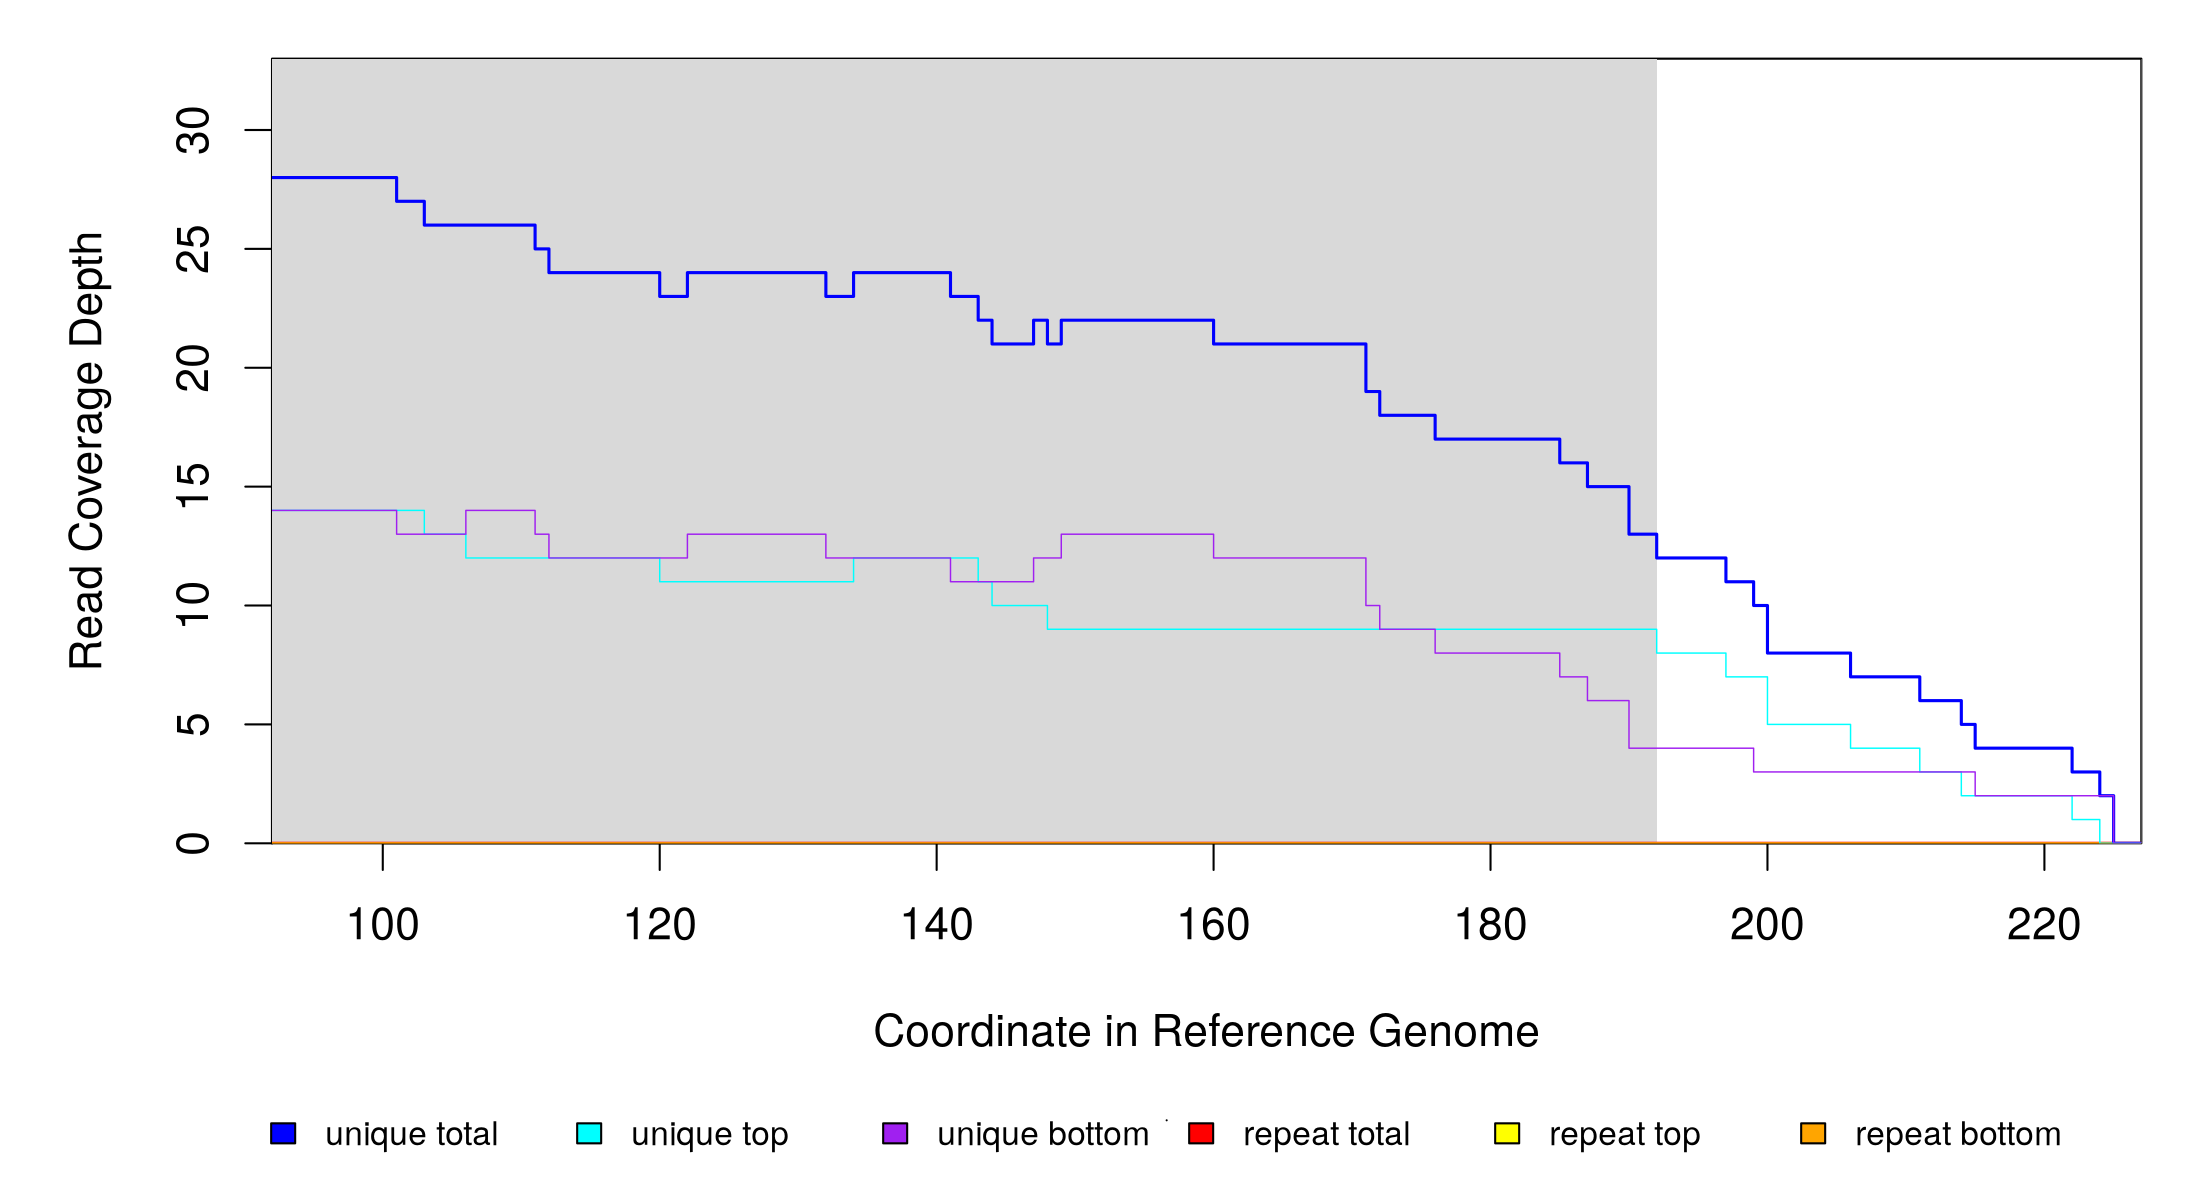 Read Coverage Depth
30
25
20
15
10
5
0
100 120 140 160 180 200 220
Coordinate in Reference Genome
unique total unique top unique bottom repeat total repeat top repeat bottom